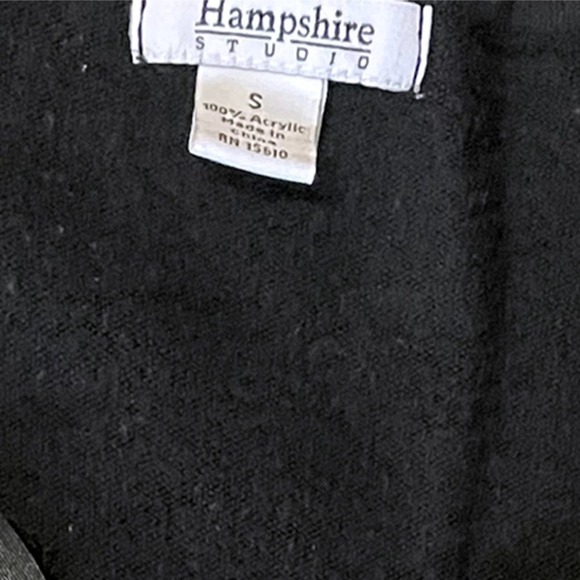 Hampshire
STUDIO
S
100% Acrylic
Made In
China
RN 15610